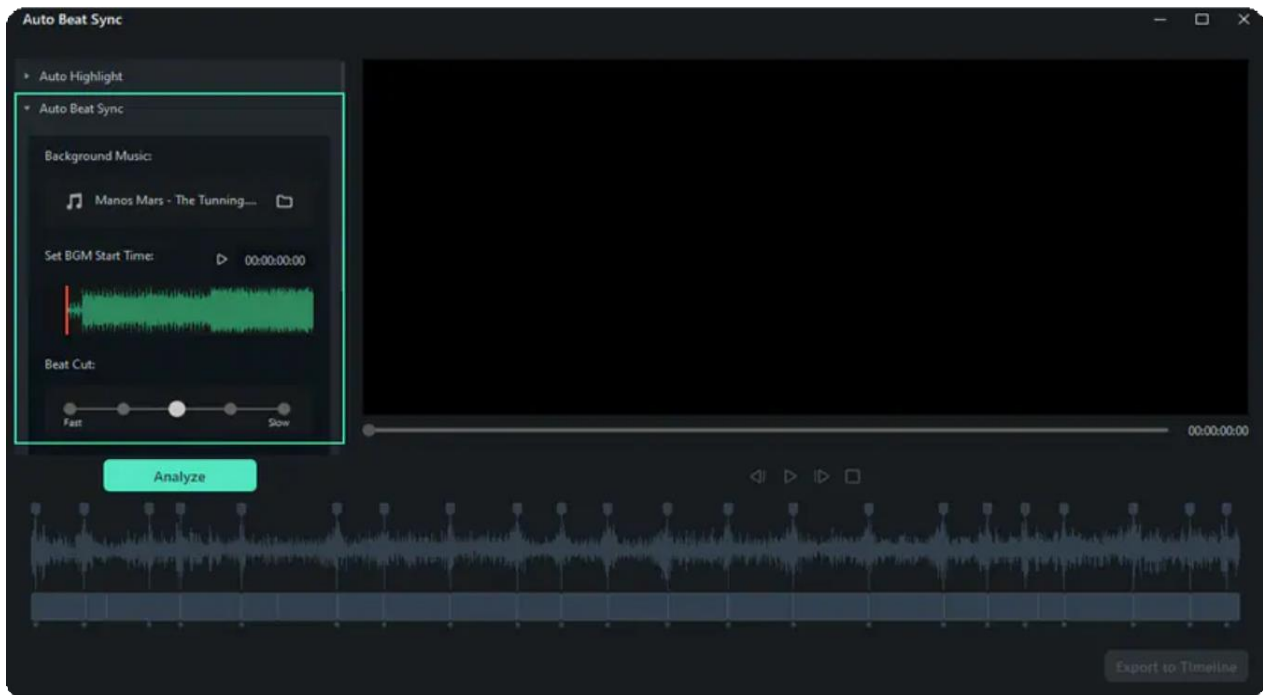 Auto Beat Sync
Auto Highlight
Auto Beat Sync
Background Music:
Manos Mars - The Tunning....
Set BGM Start Time:
00:00:00:00
Beat Cut:
Fast
Slow
00:00:00:00
Analyze
Export to Timeline